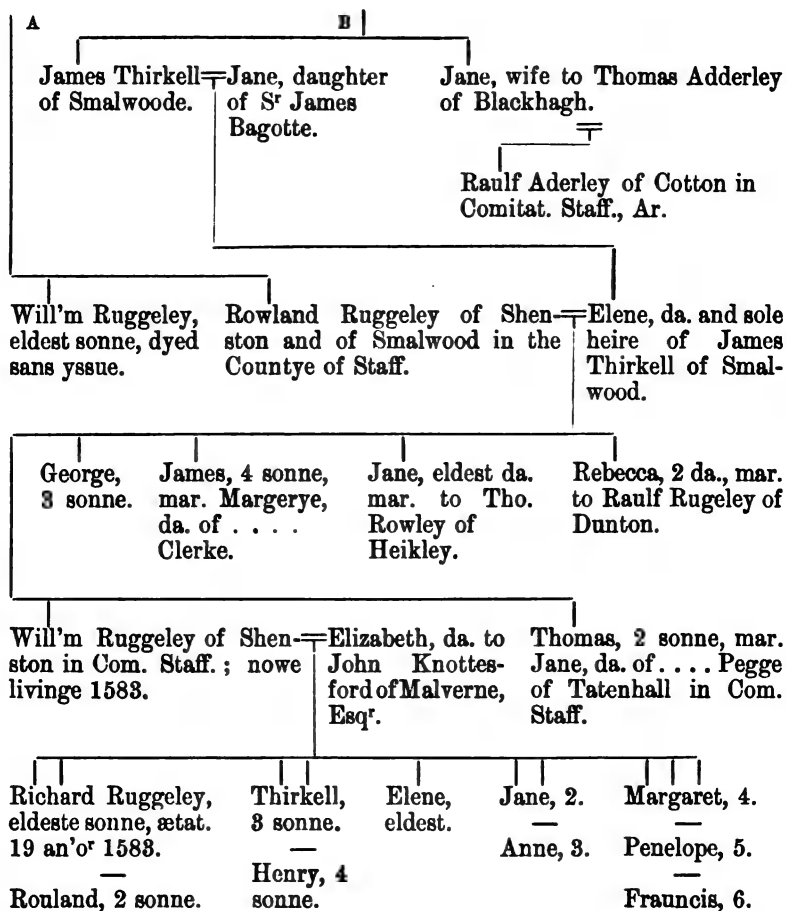 A
B
James Thirkell
of Smalwoode.
Jane, daughter
of Sʳ James
Bagotte.
Jane, wife to Thomas Adderley
of Blackhagh.
Raulf Aderley of Cotton in
Comitat. Staff., Ar.
Will'm Ruggeley,
eldest sonne, dyed
sans yssue.
Rowland Ruggeley of Shen-
ston and of Smalwood in the
Countye of Staff.
Elene, da. and sole
heire of James
Thirkell of Smal-
wood.
George,
3 sonne.
James, 4 sonne,
mar. Margerye,
da. of . . . .
Clerke.
Jane, eldest da.
mar. to Tho.
Rowley of
Heikley.
Rebecca, 2 da., mar.
to Raulf Rugeley of
Dunton.
Will'm Ruggeley of Shen-
ston in Com. Staff. ; nowe
livinge 1583.
Elizabeth, da. to
John Knottes-
ford of Malverne,
Esqʳ.
Thomas, 2 sonne, mar.
Jane, da. of . . . . Pegge
of Tatenhall in Com.
Staff.
Richard Ruggeley,
eldeste sonne, ætat.
19 an'oʳ 1583.
—
Rouland, 2 sonne.
Thirkell,
3 sonne.
—
Henry, 4
sonne.
Elene,
eldest.
Jane, 2.
—
Anne, 3.
Margaret, 4.
—
Penelope, 5.
—
Frauncis, 6.